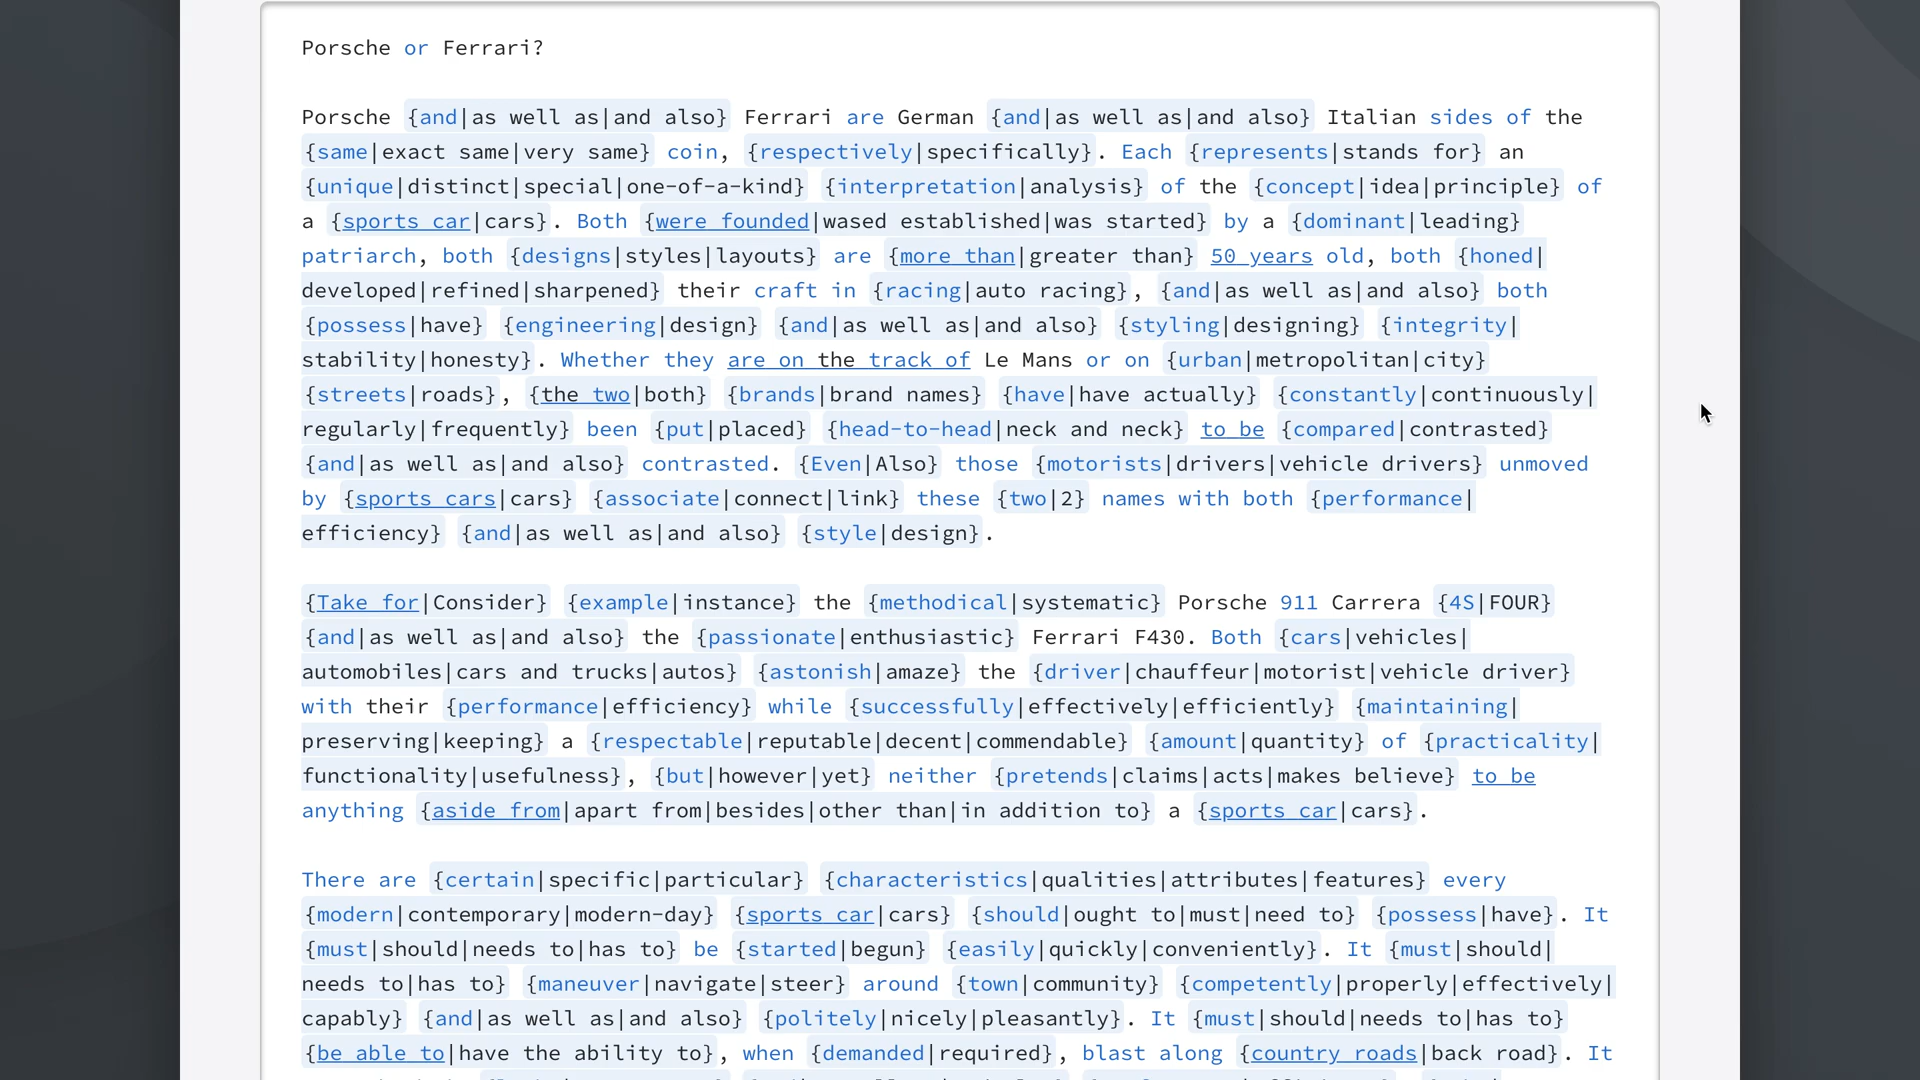 Porsche or Ferrari?
Porsche {and|as well as|and also} Ferrari are German {and|as well as|and also} Italian sides of the
{same|exact same|very same} coin, {respectively|specifically}. Each {represents|stands for} an
{unique|distinct|special|one-of-a-kind} {interpretation|analysis} of the {concept|idea|principle} of
a {sports car|cars}. Both {were founded|wased established|was started} by a {dominant|leading}
patriarch, both {designs|styles|layouts} are {more than|greater than} 50 years old, both {honed|
developed|refined|sharpened} their craft in {racing|auto racing}, {and|as well as|and also} both
{possess|have} {engineering|design} {and|as well as|and also} {styling|designing} {integrity|
stability|honesty}. Whether they are on the track of Le Mans or on {urban|metropolitan|city}
{streets|roads}, {the two|both} {brands|brand names} {have|have actually} {constantly|continuously|
regularly|frequently} been {put|placed} {head-to-head|neck and neck} to be {compared|contrasted}
{and|as well as|and also} contrasted. {Even|Also} those {motorists|drivers|vehicle drivers} unmoved
by {sports cars|cars} {associate|connect|link} these {two|2} names with both {performance|
efficiency} {and|as well as|and also} {style|design}.
{Take for|Consider} {example|instance} the {methodical|systematic} Porsche 911 Carrera {4S|FOUR}
{and|as well as|and also} the {passionate|enthusiastic} Ferrari F430. Both {cars|vehicles|
automobiles|cars and trucks|autos} {astonish|amaze} the {driver|chauffeur|motorist|vehicle driver}
with their {performance|efficiency} while {successfully|effectively|efficiently} {maintaining|
preserving|keeping} a {respectable|reputable|decent|commendable} {amount|quantity} of {practicality|
functionality|usefulness}, {but|however|yet} neither {pretends|claims|acts|makes believe} to be
anything {aside from|apart from|besides|other than|in addition to} a {sports car|cars}.
There are {certain|specific|particular} {characteristics|qualities|attributes|features} every
{modern|contemporary|modern-day} {sports car|cars} {should|ought to|must|need to} {possess|have}. It
{must|should|needs to|has to} be {started|begun} {easily|quickly|conveniently}. It {must|should|
needs to|has to} {maneuver|navigate|steer} around {town|community} {competently|properly|effectively|
capably} {and|as well as|and also} {politely|nicely|pleasantly}. It {must|should|needs to|has to}
{be able to|have the ability to}, when {demanded|required}, blast along {country roads|back road}. It